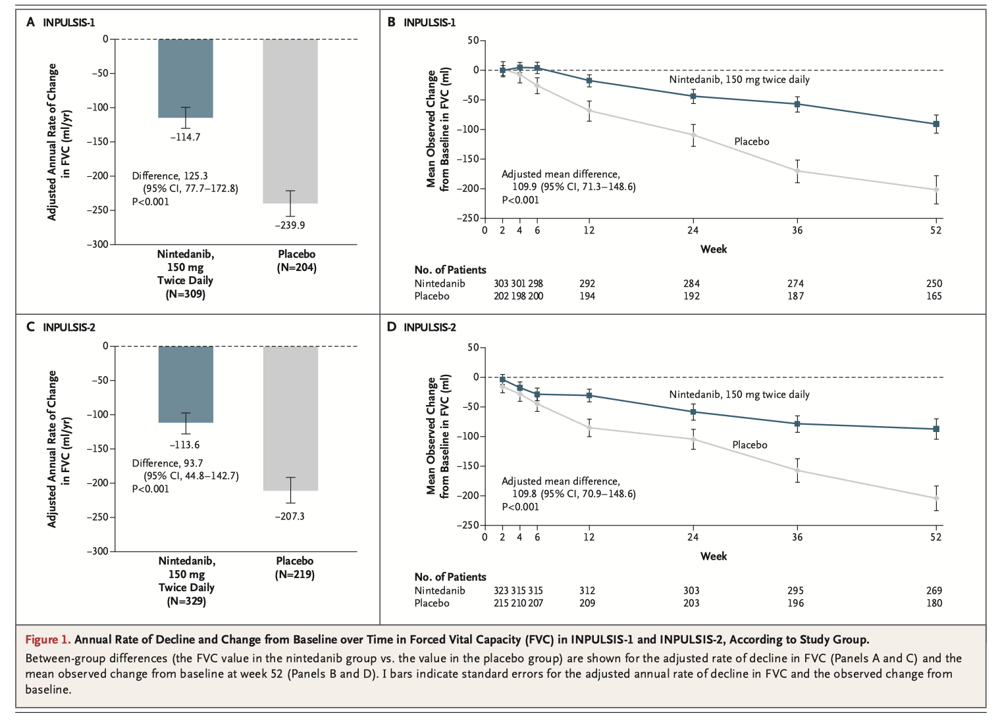 A INPULSIS-1
Adjusted Annual Rate of Change
in FVC (ml/yr)
0
−50
−100
−150
−200
−250
−300
−114.7
−239.9
Difference, 125.3
(95% CI, 77.7–172.8)
P<0.001
Nintedanib,
150 mg
Twice Daily
(N=309)
Placebo
(N=204)
B INPULSIS-1
Mean Observed Change
from Baseline in FVC (ml)
50
0
−50
−100
−150
−200
−250
Nintedanib, 150 mg twice daily
Placebo
Adjusted mean difference,
109.9 (95% CI, 71.3–148.6)
P<0.001
0 2 4 6 12 24 36 52
Week
No. of Patients
Nintedanib 303 301 298 292 284 274 250
Placebo 202 198 200 194 192 187 165
C INPULSIS-2
Adjusted Annual Rate of Change
in FVC (ml/yr)
0
−50
−100
−150
−200
−250
−300
−113.6
−207.3
Difference, 93.7
(95% CI, 44.8–142.7)
P<0.001
Nintedanib,
150 mg
Twice Daily
(N=329)
Placebo
(N=219)
D INPULSIS-2
Mean Observed Change
from Baseline in FVC (ml)
50
0
−50
−100
−150
−200
−250
Nintedanib, 150 mg twice daily
Placebo
Adjusted mean difference,
109.8 (95% CI, 70.9–148.6)
P<0.001
0 2 4 6 12 24 36 52
Week
No. of Patients
Nintedanib 323 315 315 312 303 295 269
Placebo 215 210 207 209 203 196 180
Figure 1. Annual Rate of Decline and Change from Baseline over Time in Forced Vital Capacity (FVC) in INPULSIS-1 and INPULSIS-2, According to Study Group.
Between-group differences (the FVC value in the nintedanib group vs. the value in the placebo group) are shown for the adjusted rate of decline in FVC (Panels A and C) and the
mean observed change from baseline at week 52 (Panels B and D). I bars indicate standard errors for the adjusted annual rate of decline in FVC and the observed change from
baseline.